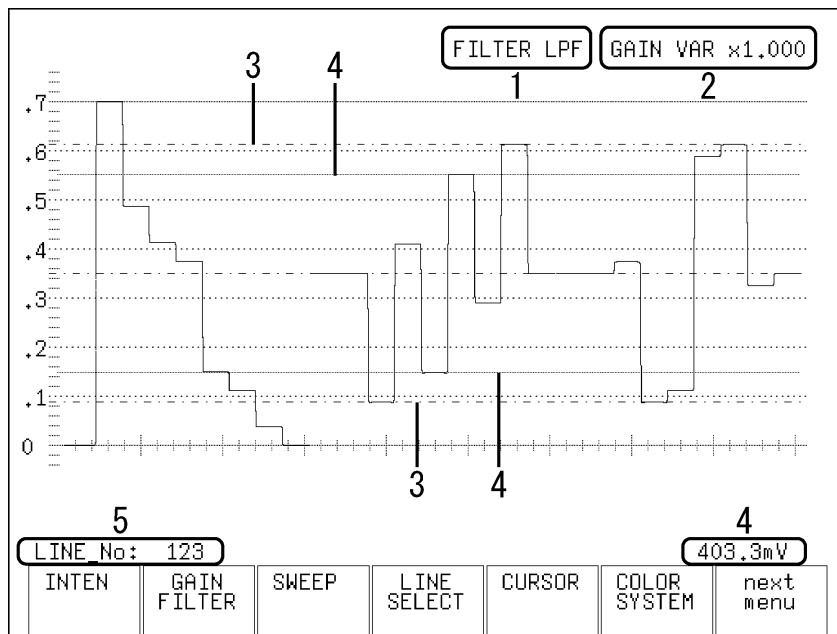 FILTER LPF GAIN VAR x1.000
3 4 1 2
.7
.6
.5
.4
.3
.2
.1
0
3 4
5 4
LINE_No: 123 403.3mV
INTEN GAIN FILTER SWEEP LINE SELECT CURSOR COLOR SYSTEM next menu